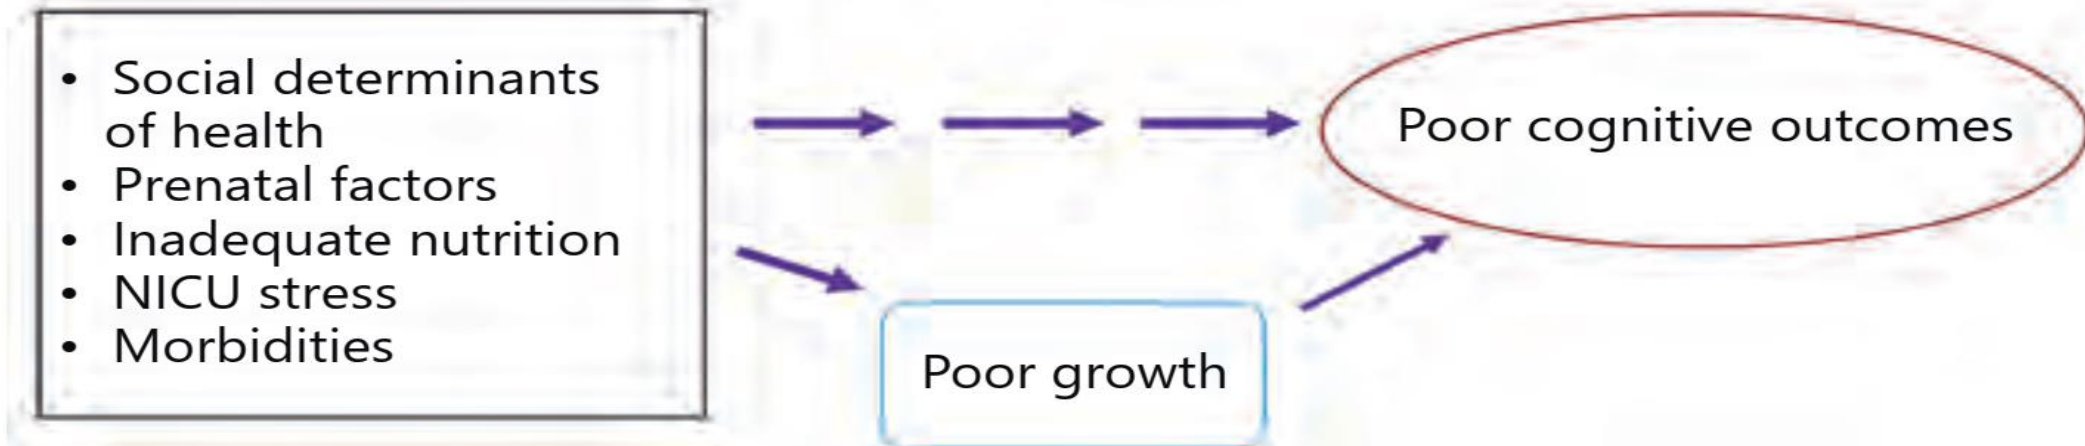 • Social determinants
of health
• Prenatal factors
• Inadequate nutrition
• NICU stress
• Morbidities
Poor cognitive outcomes
Poor growth